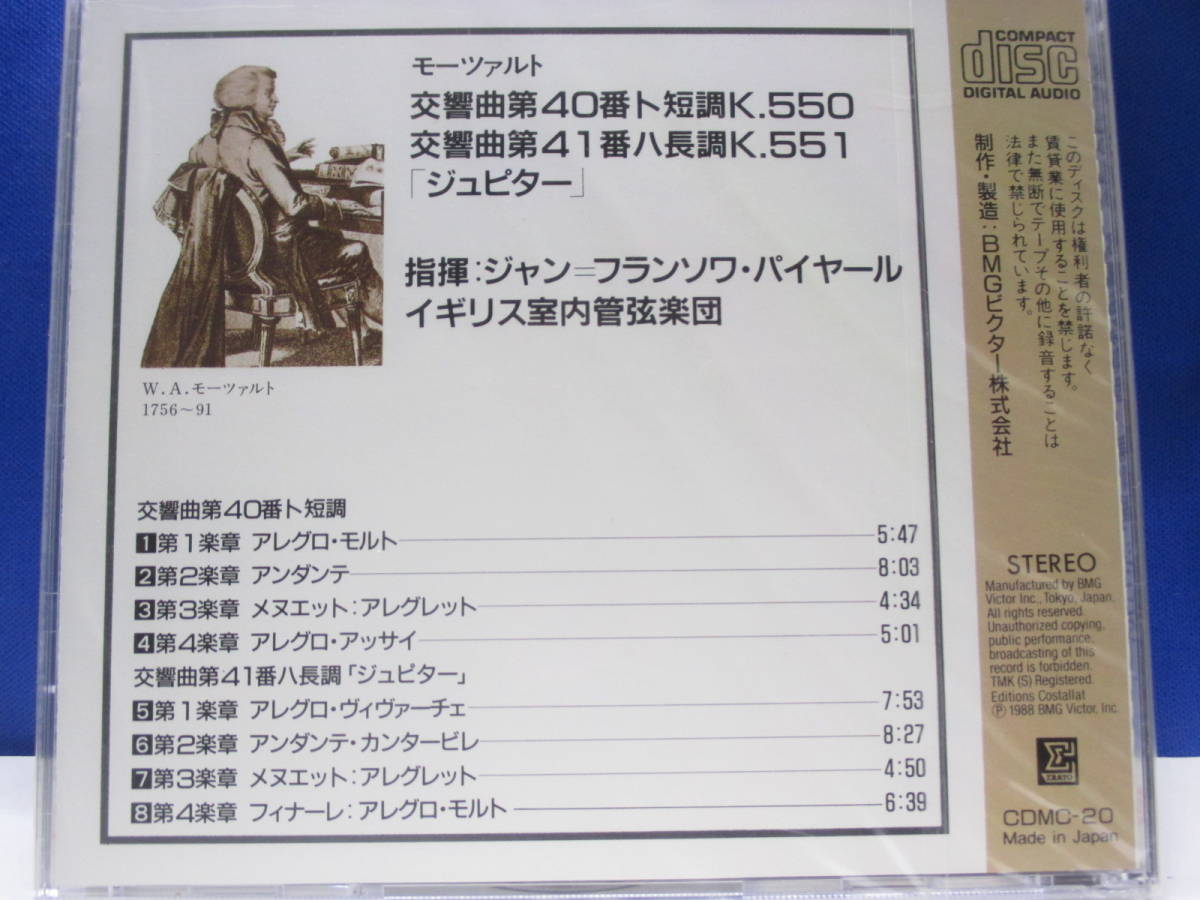 モーツァルト
交響曲第40番ト短調K.550
交響曲第41番ハ長調K.551
「ジュピター」
指揮:ジャン=フランソワ・パイヤール
イギリス室内管弦楽団
W.A.モーツァルト
1756~91
交響曲第40番ト短調
1 第1楽章 アレグロ・モルト 5:47
2 第2楽章 アンダンテ 8:03
3 第3楽章 メヌエット:アレグレット 4:34
4 第4楽章 アレグロ・アッサイ 5:01
交響曲第41番ハ長調「ジュピター」
5 第1楽章 アレグロ・ヴィヴァーチェ 7:53
6 第2楽章 アンダンテ・カンタービレ 8:27
7 第3楽章 メヌエット:アレグレット 4:50
8 第4楽章 フィナーレ:アレグロ・モルト 6:39
COMPACT
disc
DIGITAL AUDIO
このディスクは権利者の許諾なく
賃貸業に使用することを禁じます。
また無断でテープその他に録音することは
法律で禁じられています。
制作・製造:BMGビクター株式会社
STEREO
Manufactured by BMG
Victor Inc., Tokyo, Japan.
All rights reserved.
Unauthorized copying,
public performance,
broadcasting of this
record is forbidden.
TMK (S) Registered.
Editions Costallat
Ⓟ 1988 BMG Victor, Inc.
ERATO
CDMC-20
Made in Japan